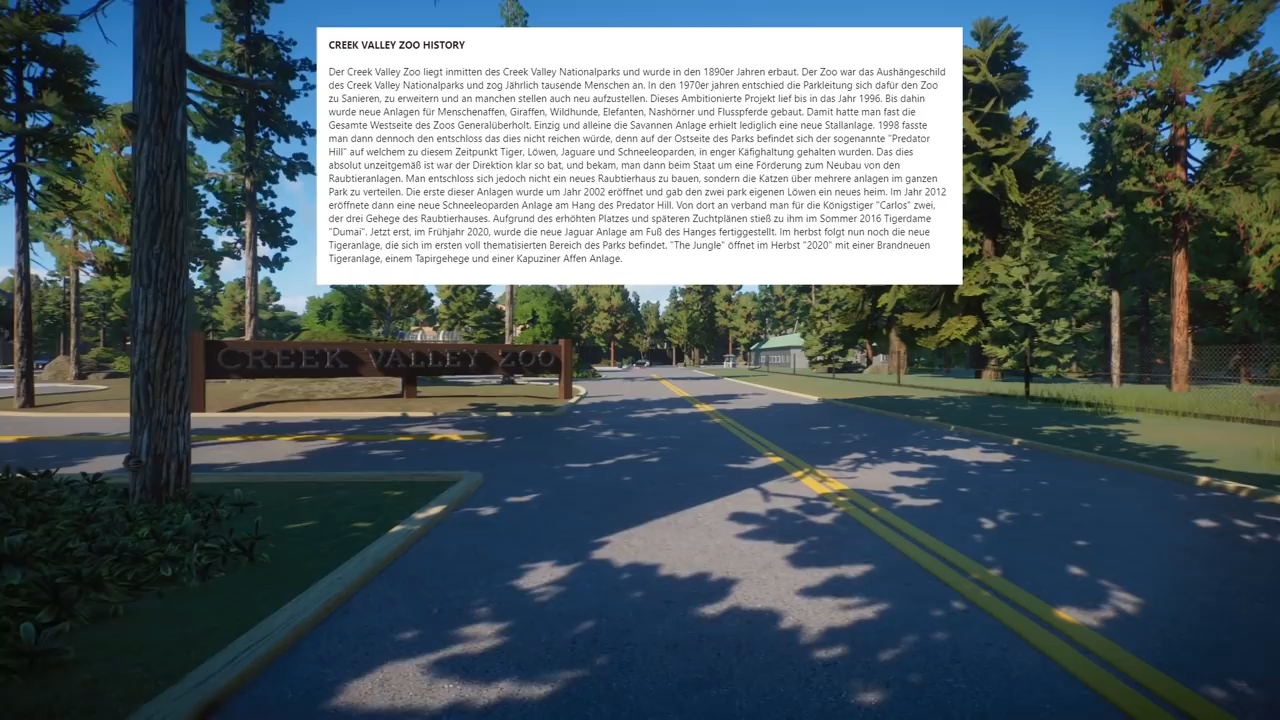 CREEK VALLEY ZOO HISTORY
Der Creek Valley Zoo liegt inmitten des Creek Valley Nationalparks und wurde in den 1890er Jahren erbaut. Der Zoo war das Aushängeschild
des Creek Valley Nationalparks und zog Jährlich tausende Menschen an. In den 1970er jahren entschied die Parkleitung sich dafür den Zoo
zu Sanieren, zu erweitern und an manchen stellen auch neu aufzustellen. Dieses Ambitionierte Projekt lief bis in das Jahr 1996. Bis dahin
wurde neue Anlagen für Menschenaffen, Giraffen, Wildhunde, Elefanten, Nashörner und Flusspferde gebaut. Damit hatte man fast die
Gesamte Westseite des Zoos Generalüberholt. Einzig und alleine die Savannen Anlage erhielt lediglich eine neue Stallanlage. 1998 fasste
man dann dennoch den entschloss das dies nicht reichen würde, denn auf der Ostseite des Parks befindet sich der sogenannte "Predator
Hill" auf welchem zu diesem Zeitpunkt Tiger, Löwen, Jaguare und Schneeleoparden, in enger Käfighaltung gehalten wurden. Das dies
absolut unzeitgemäß ist war der Direktion klar so bat, und bekam, man dann beim Staat um eine Förderung zum Neubau von den
Raubtieranlagen. Man entschloss sich jedoch nicht ein neues Raubtierhaus zu bauen, sondern die Katzen über mehrere anlagen im ganzen
Park zu verteilen. Die erste dieser Anlagen wurde um Jahr 2002 eröffnet und gab den zwei park eigenen Löwen ein neues heim. Im Jahr 2012
eröffnete dann eine neue Schneeleoparden Anlage am Hang des Predator Hill. Von dort an verband man für die Königstiger "Carlos" zwei,
der drei Gehege des Raubtierhauses. Aufgrund des erhöhten Platzes und späteren Zuchtplänen stieß zu ihm im Sommer 2016 Tigerdame
"Dumai". Jetzt erst, im Frühjahr 2020, wurde die neue Jaguar Anlage am Fuß des Hanges fertiggestellt. Im herbst folgt nun noch die neue
Tigeranlage, die sich im ersten voll thematisierten Bereich des Parks befindet. "The Jungle" öffnet im Herbst "2020" mit einer Brandneuen
Tigeranlage, einem Tapirgehege und einer Kapuziner Affen Anlage.
CREEK VALLEY ZOO